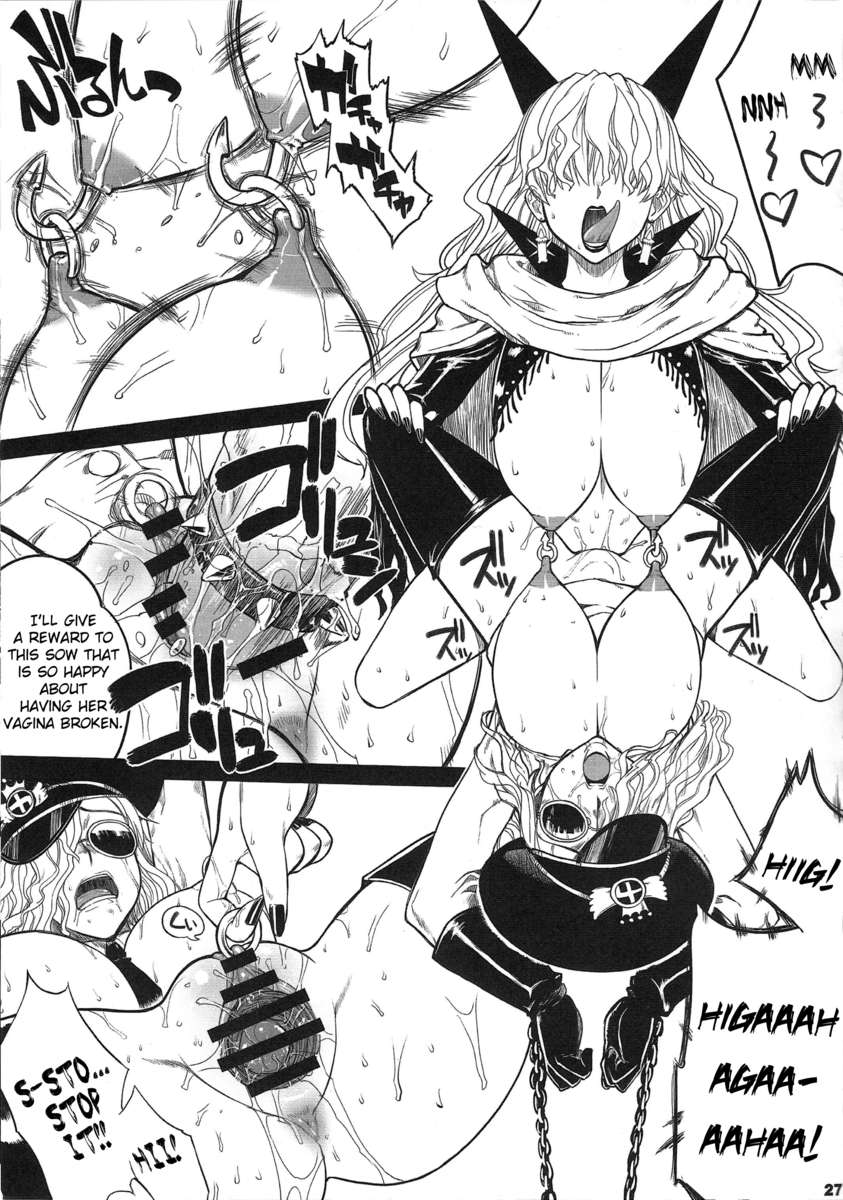 MM
NNH
ぶるんっ
ガチャ
ガチャ
ズッ
ズッ
ズッ
ズッ
ゴ
リュ
ゴ
リュ
I'LL GIVE
A REWARD TO
THIS SOW THAT
IS SO HAPPY
ABOUT
HAVING HER
VAGINA BROKEN.
HIIG!
HIGAAAH
AGAA-
AAHAA!
S-STO...
STOP
IT!!
HII!
27